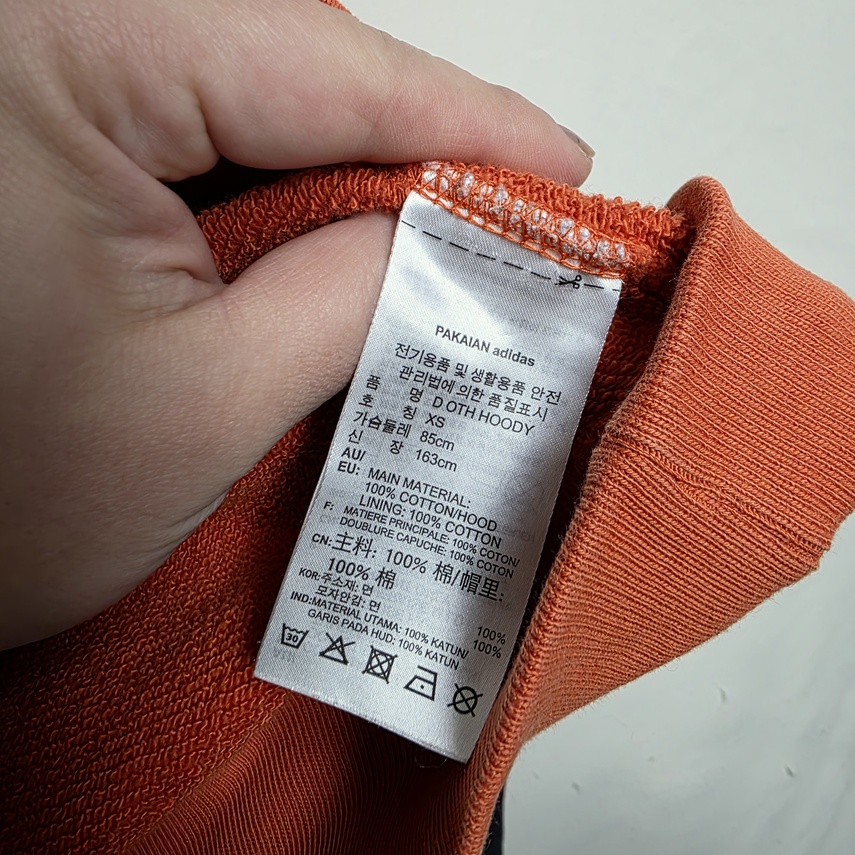 PAKAIAN adidas
전기용품 및 생활용품 안전
관리법에 의한 품질표시
품 명 D OTH HOODY
호 칭 XS
가슴둘레 85cm
신 장 163cm
AU/
EU: MAIN MATERIAL:
100% COTTON/HOOD
LINING: 100% COTTON
F: MATIERE PRINCIPALE: 100% COTON/
DOUBLURE CAPUCHE: 100% COTON
CN: 主料: 100% 棉/帽里:
100% 棉
KOR: 주소재: 면 100%
모자안감: 면 100%
IND: MATERIAL UTAMA: 100% KATUN/
GARIS PADA HUD: 100% KATUN
30